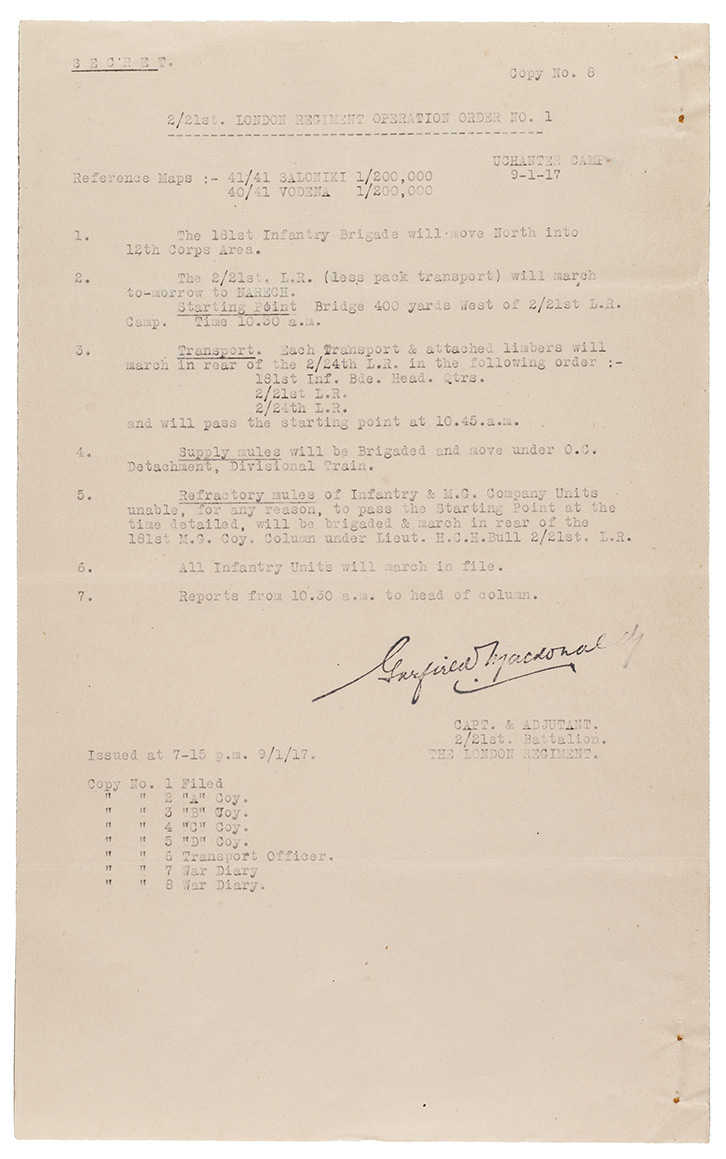 S E C R E T.
Copy No. 8
2/21st. LONDON REGIMENT OPERATION ORDER NO. 1
UCHANTER CAMP
Reference Maps :- 41/41 SALONIKI 1/200,000 9-1-17
40/41 VODENA 1/200,000
1. The 181st Infantry Brigade will move North into
12th Corps Area.
2. The 2/21st. L.R. (less pack transport) will march
to-morrow to NARECH.
Starting Point Bridge 400 yards West of 2/21st L.R.
Camp. Time 10.30 a.m.
3. Transport. Each Transport & attached limbers will
march in rear of the 2/24th L.R. in the following order :-
181st Inf. Bde. Head. Qtrs.
2/21st L.R.
2/24th L.R.
and will pass the starting point at 10.45.a.m.
4. Supply mules will be Brigaded and move under O.C.
Detachment, Divisional Train.
5. Refractory mules of Infantry & M.G. Company Units
unable, for any reason, to pass the Starting Point at the
time detailed, will be brigaded & march in rear of the
181st M.G. Coy. Column under Lieut. H.C.H.Bull 2/21st. L.R.
6. All Infantry Units will march in file.
7. Reports from 10.30 a.m. to head of column.
Garfield Macdonald
CAPT. & ADJUTANT.
2/21st. Battalion.
Issued at 7-15 p.m. 9/1/17. THE LONDON REGIMENT.
Copy No. 1 Filed
" " 2 "A" Coy.
" " 3 "B" Coy.
" " 4 "C" Coy.
" " 5 "D" Coy.
" " 6 Transport Officer.
" " 7 War Diary
" " 8 War Diary.